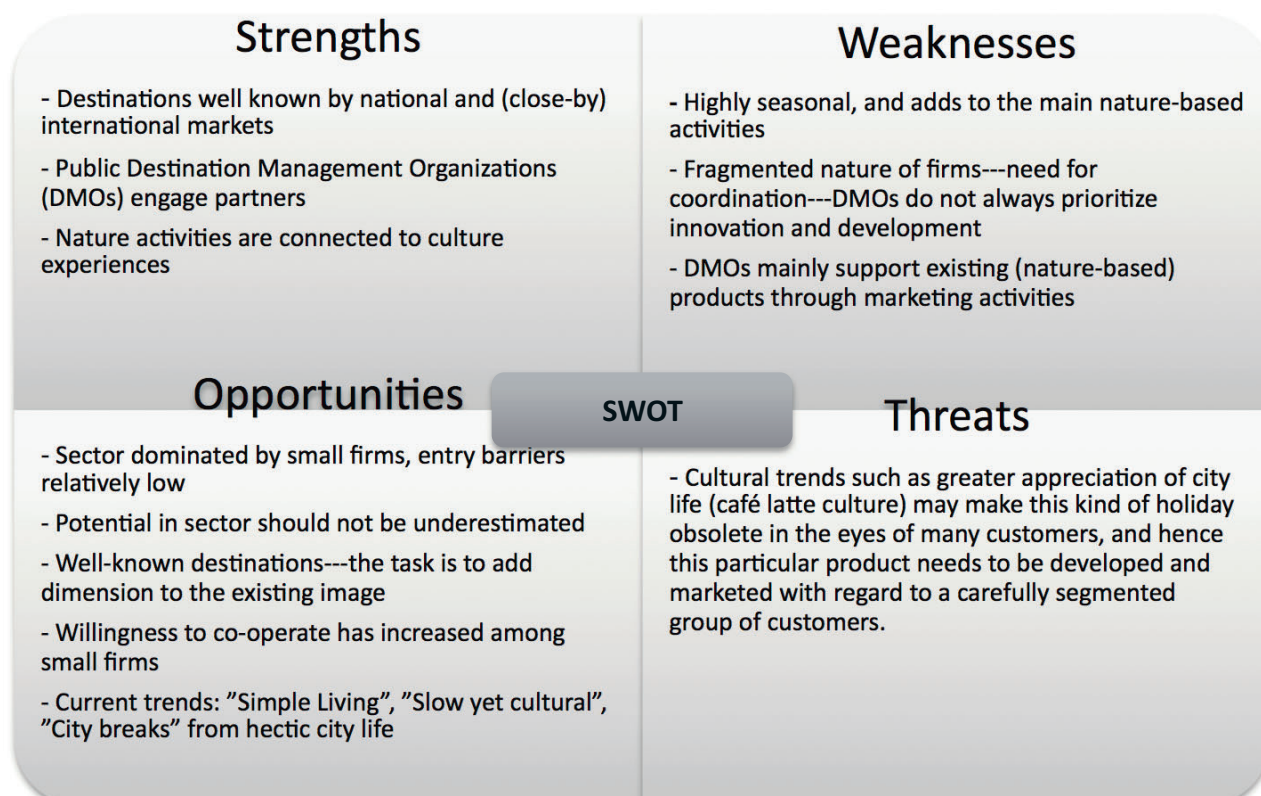 Strengths
- Destinations well known by national and (close-by)
international markets
- Public Destination Management Organizations
(DMOs) engage partners
- Nature activities are connected to culture
experiences
Weaknesses
- Highly seasonal, and adds to the main nature-based
activities
- Fragmented nature of firms---need for
coordination---DMOs do not always prioritize
innovation and development
- DMOs mainly support existing (nature-based)
products through marketing activities
SWOT
Opportunities
- Sector dominated by small firms, entry barriers
relatively low
- Potential in sector should not be underestimated
- Well-known destinations---the task is to add
dimension to the existing image
- Willingness to co-operate has increased among
small firms
- Current trends: ”Simple Living”, ”Slow yet cultural”,
”City breaks” from hectic city life
Threats
- Cultural trends such as greater appreciation of city
life (café latte culture) may make this kind of holiday
obsolete in the eyes of many customers, and hence
this particular product needs to be developed and
marketed with regard to a carefully segmented
group of customers.